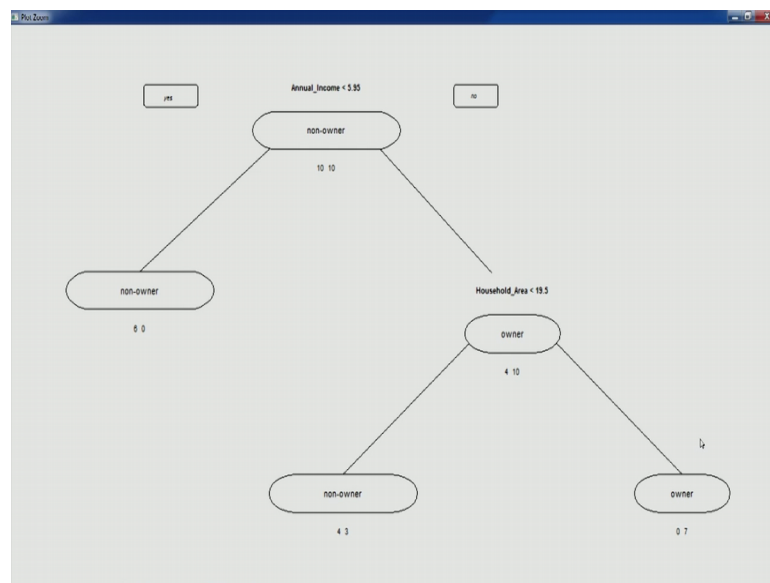 Plot Zoom
Annual_Income < 5.95
yes
no
non-owner
10 10
non-owner
6 0
Household_Area < 19.5
owner
4 10
non-owner
4 3
owner
0 7